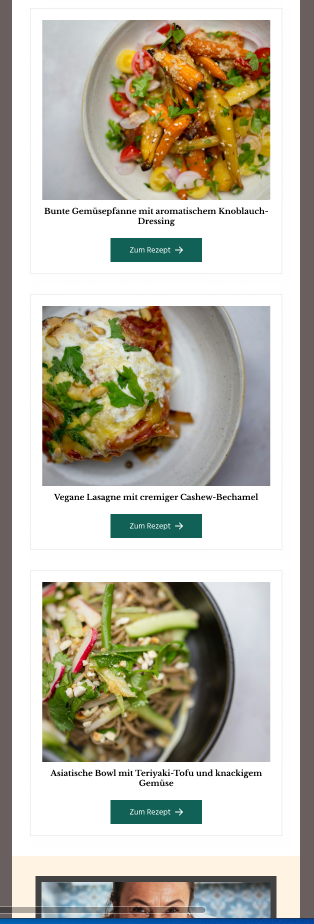 Bunte Gemüsepfanne mit aromatischem Knoblauch-
Dressing
Zum Rezept →
Vegane Lasagne mit cremiger Cashew-Bechamel
Zum Rezept →
Asiatische Bowl mit Teriyaki-Tofu und knackigem
Gemüse
Zum Rezept →